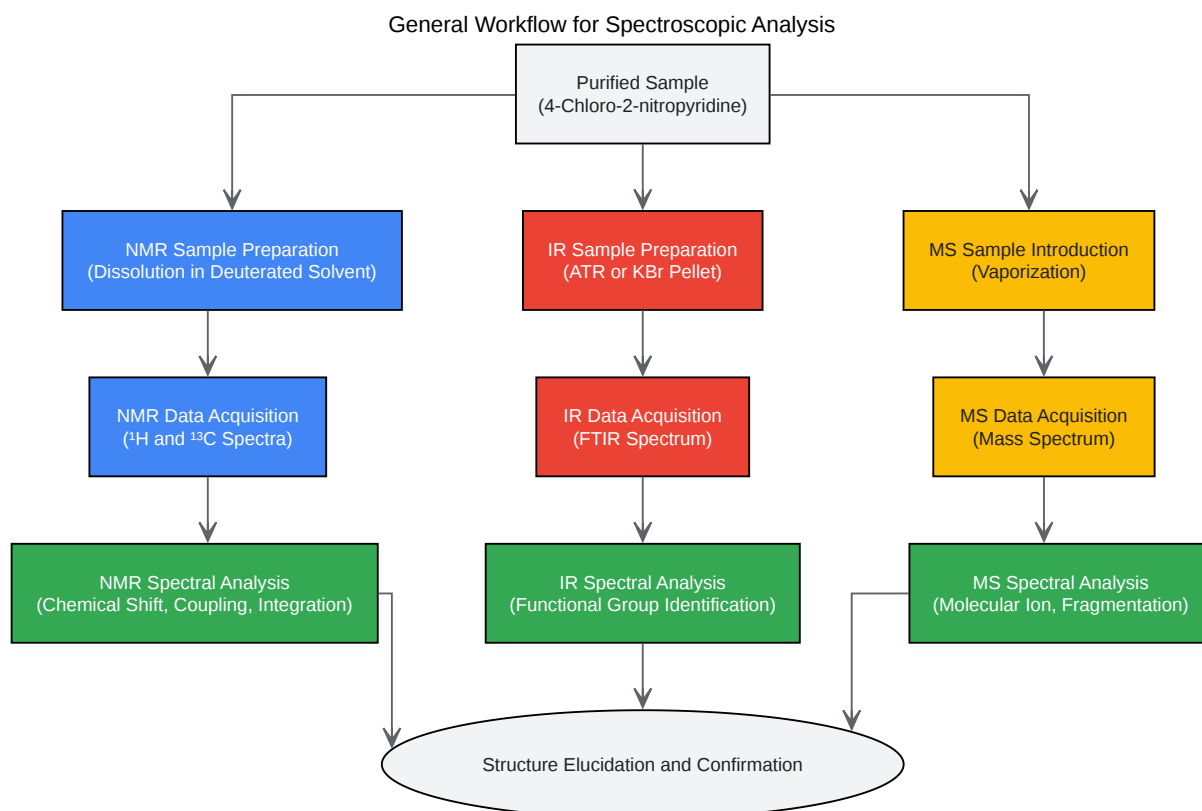 General Workflow for Spectroscopic Analysis
Purified Sample
(4-Chloro-2-nitropyridine)
NMR Sample Preparation
(Dissolution in Deuterated Solvent)
IR Sample Preparation
(ATR or KBr Pellet)
MS Sample Introduction
(Vaporization)
NMR Data Acquisition
(¹H and ¹³C Spectra)
IR Data Acquisition
(FTIR Spectrum)
MS Data Acquisition
(Mass Spectrum)
NMR Spectral Analysis
(Chemical Shift, Coupling, Integration)
IR Spectral Analysis
(Functional Group Identification)
MS Spectral Analysis
(Molecular Ion, Fragmentation)
Structure Elucidation and Confirmation